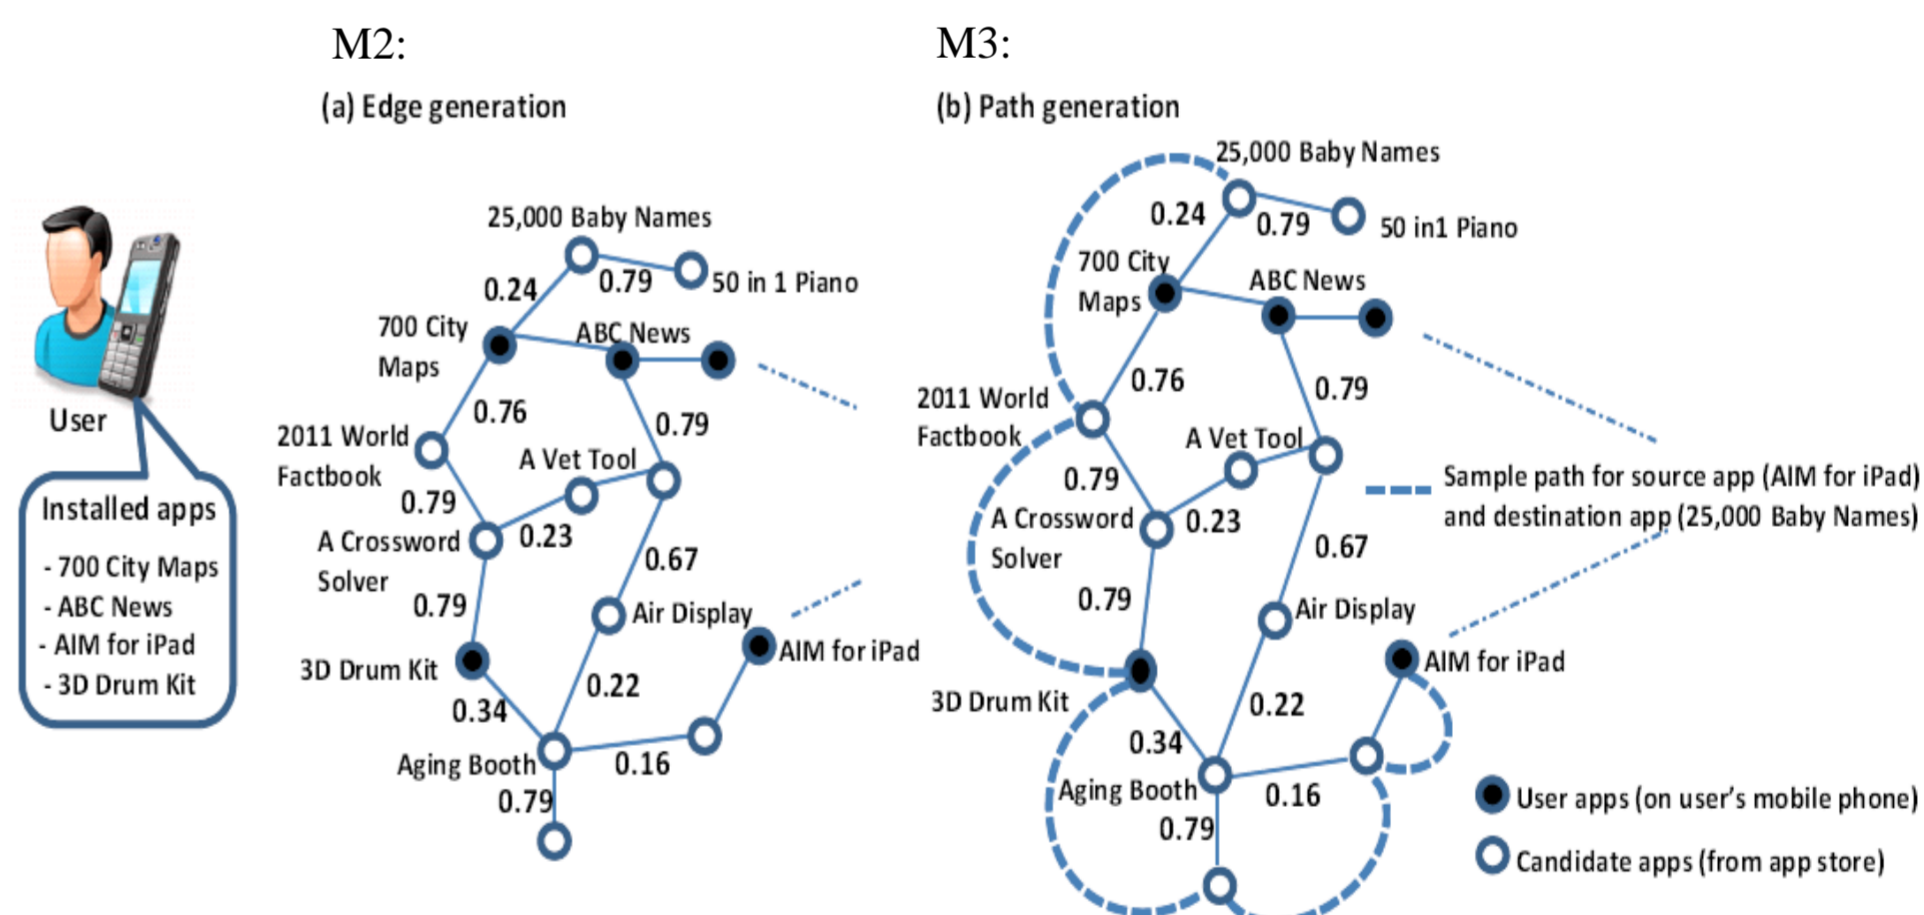 M2:
(a) Edge generation
25,000 Baby Names
0.24
0.79
50 in 1 Piano
700 City
Maps
ABC News
0.76
0.79
2011 World
Factbook
A Vet Tool
0.79
0.23
A Crossword
Solver
0.67
0.79
Air Display
AIM for iPad
3D Drum Kit
0.22
0.34
Aging Booth
0.16
0.79
User
Installed apps
- 700 City Maps
- ABC News
- AIM for iPad
- 3D Drum Kit
M3:
(b) Path generation
25,000 Baby Names
0.24
0.79
50 in1 Piano
700 City
Maps
ABC News
0.76
0.79
2011 World
Factbook
A Vet Tool
0.79
0.23
A Crossword
Solver
0.67
0.79
Air Display
AIM for iPad
3D Drum Kit
0.22
0.34
Aging Booth
0.16
0.79
Sample path for source app (AIM for iPad)
and destination app (25,000 Baby Names)
User apps (on user's mobile phone)
Candidate apps (from app store)